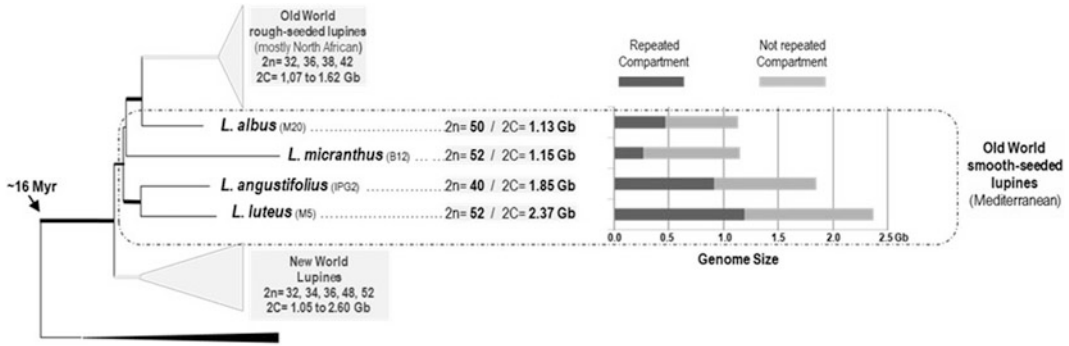 Old World
rough-seeded lupines
(mostly North African)
2n= 32, 36, 38, 42
2C= 1,07 to 1.62 Gb
Repeated
Compartment
Not repeated
Compartment
L. albus (M20) ........................ 2n= 50 / 2C= 1.13 Gb
L. micranthus (B12) ... ...... 2n= 52 / 2C= 1.15 Gb
L. angustifolius (IPG2) ............... 2n= 40 / 2C= 1.85 Gb
L. luteus (M5) ........................ 2n= 52 / 2C= 2.37 Gb
~16 Myr
Old World
smooth-seeded
lupines
(Mediterranean)
0.0 0.5 1.0 1.5 2.0 2.5 Gb
Genome Size
New World
Lupines
2n= 32, 34, 36, 48, 52
2C= 1.05 to 2.60 Gb